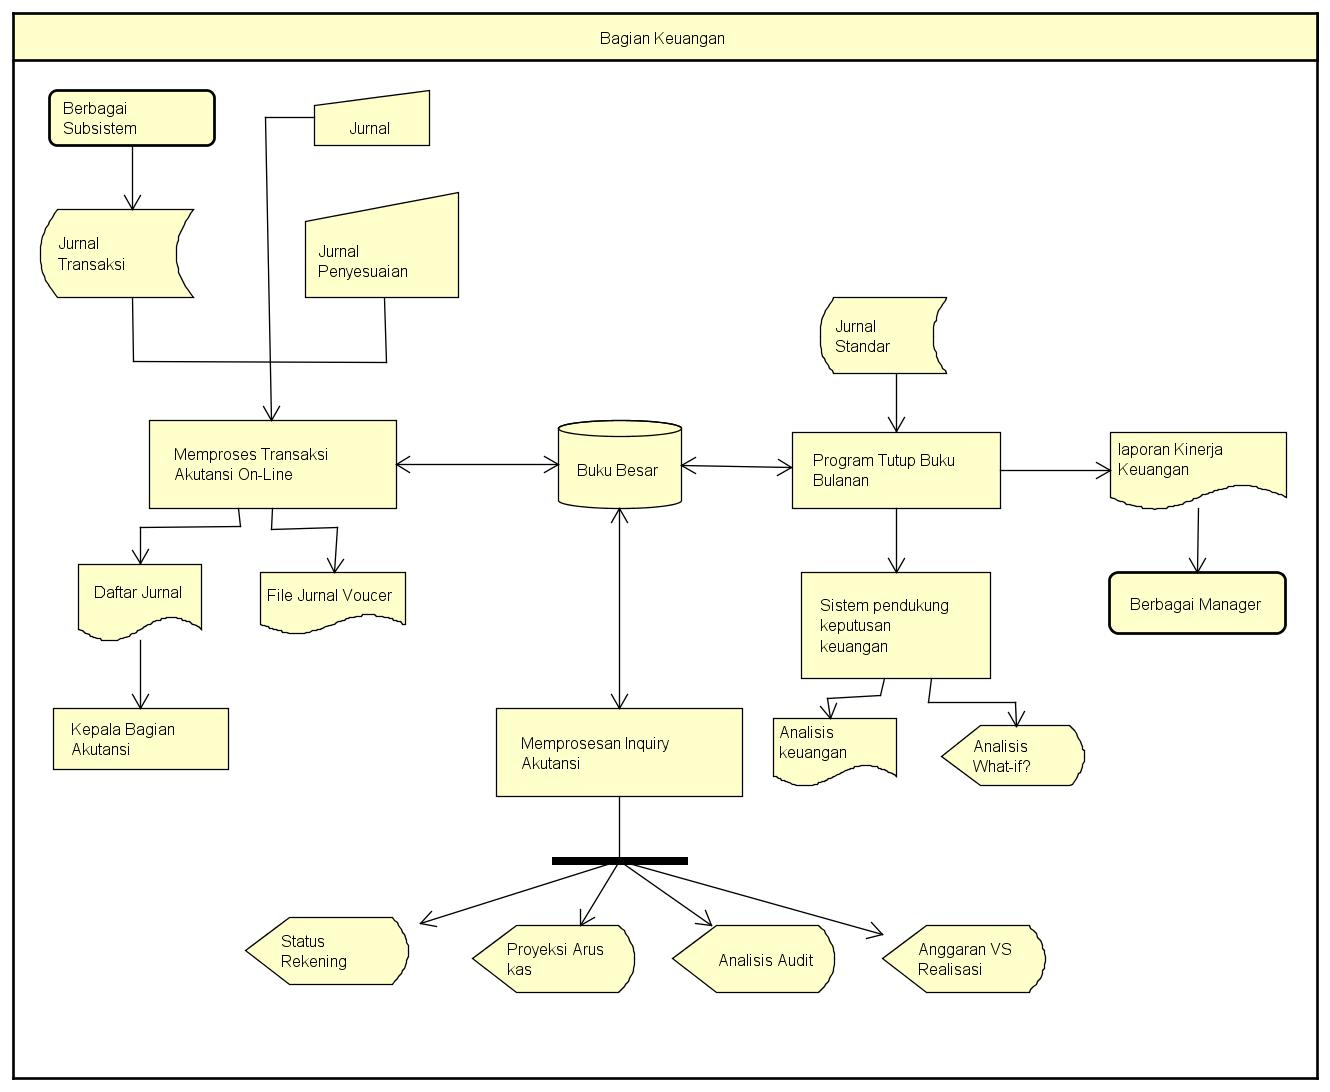 Bagian Keuangan
Berbagai
Subsistem
Jurnal
Jurnal
Transaksi
Jurnal
Penyesuaian
Jurnal
Standar
Memproses Transaksi
Akutansi On-Line
Buku Besar
Program Tutup Buku
Bulanan
laporan Kinerja
Keuangan
Daftar Jurnal
File Jurnal Voucer
Sistem pendukung
keputusan
keuangan
Berbagai Manager
Kepala Bagian
Akutansi
Memprosesan Inquiry
Akutansi
Analisis
keuangan
Analisis
What-if?
Status
Rekening
Proyeksi Arus
kas
Analisis Audit
Anggaran VS
Realisasi